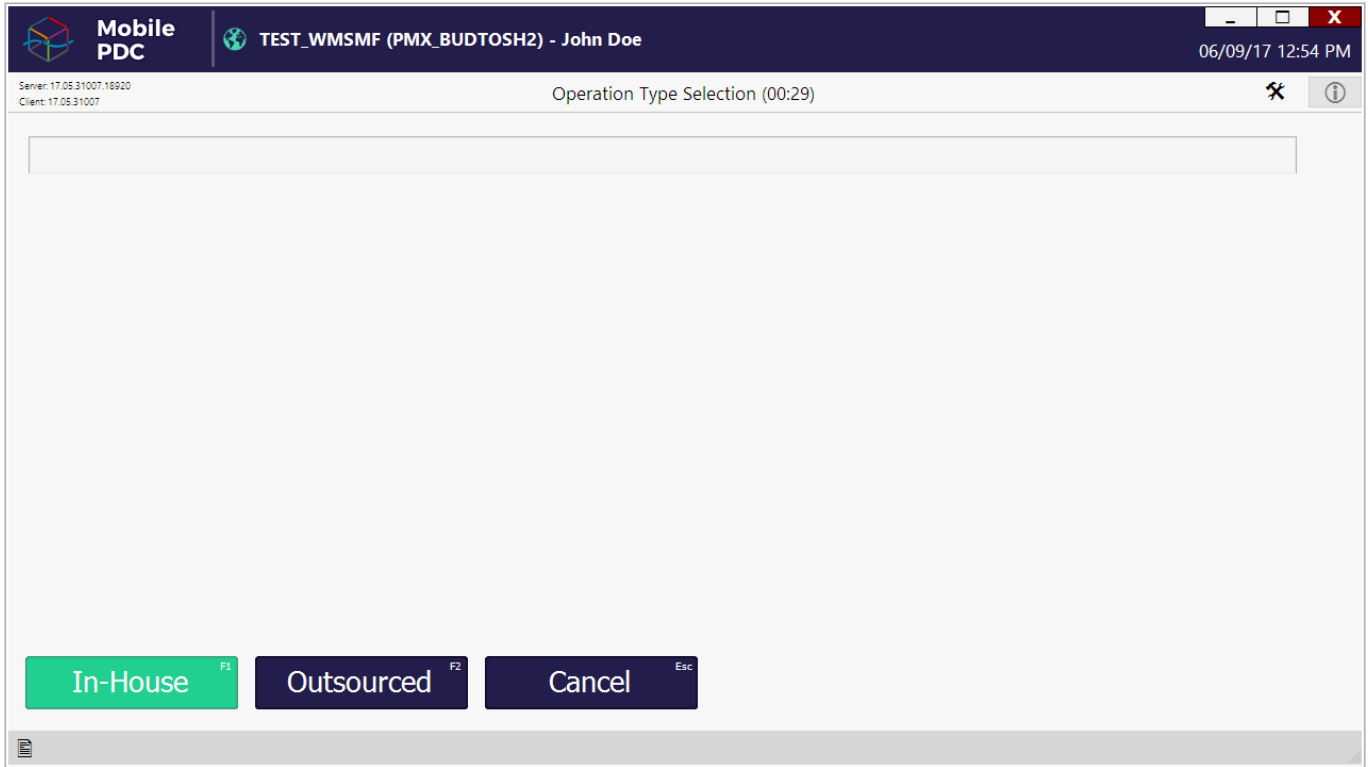 Mobile
PDC
TEST_WMSMF (PMX_BUDTOSH2) - John Doe
X
06/09/17 12:54 PM
Server: 17.05.31007.18920
Client: 17.05.31007
Operation Type Selection (00:29)
In-House F1
Outsourced F2
Cancel Esc